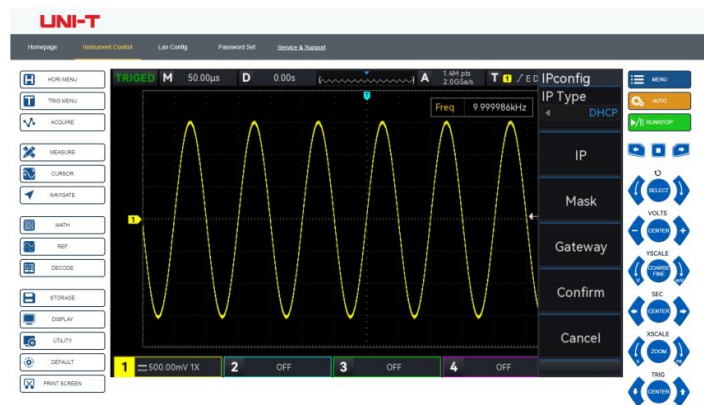 UNI-T
Homepage Instrument Control Lan Config Password Set Service & Support
HORI MENU
TRIG MENU
ACQUIRE
MEASURE
CURSOR
NAVIGATE
MATH
REF
DECODE
STORAGE
DISPLAY
UTILITY
DEFAULT
PRINT SCREEN
TRIGED M 50.00μs D 0.00s A 1.4M pts 2.0GSa/s T 1 E D
Freq 9.999986kHz
1
IPconfig
IP Type
DHCP
IP
Mask
Gateway
Confirm
Cancel
1 500.00mV 1X 2 OFF 3 OFF 4 OFF
MENU
AUTO
RUN/STOP
SELECT
VOLTS
CENTER
YSCALE
COARSE
FINE
SEC
CENTER
XSCALE
ZOOM
TRIG
CENTER